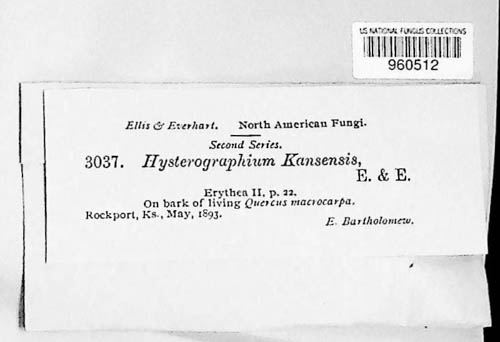 US NATIONAL FUNGUS COLLECTIONS
960512
Ellis & Everhart. North American Fungi.
Second Series.
3037. Hysterographium Kansensis,
E. & E.
Erythea II, p. 22.
On bark of living Quercus macrocarpa.
Rockport, Ks., May, 1893.
E. Bartholomew.